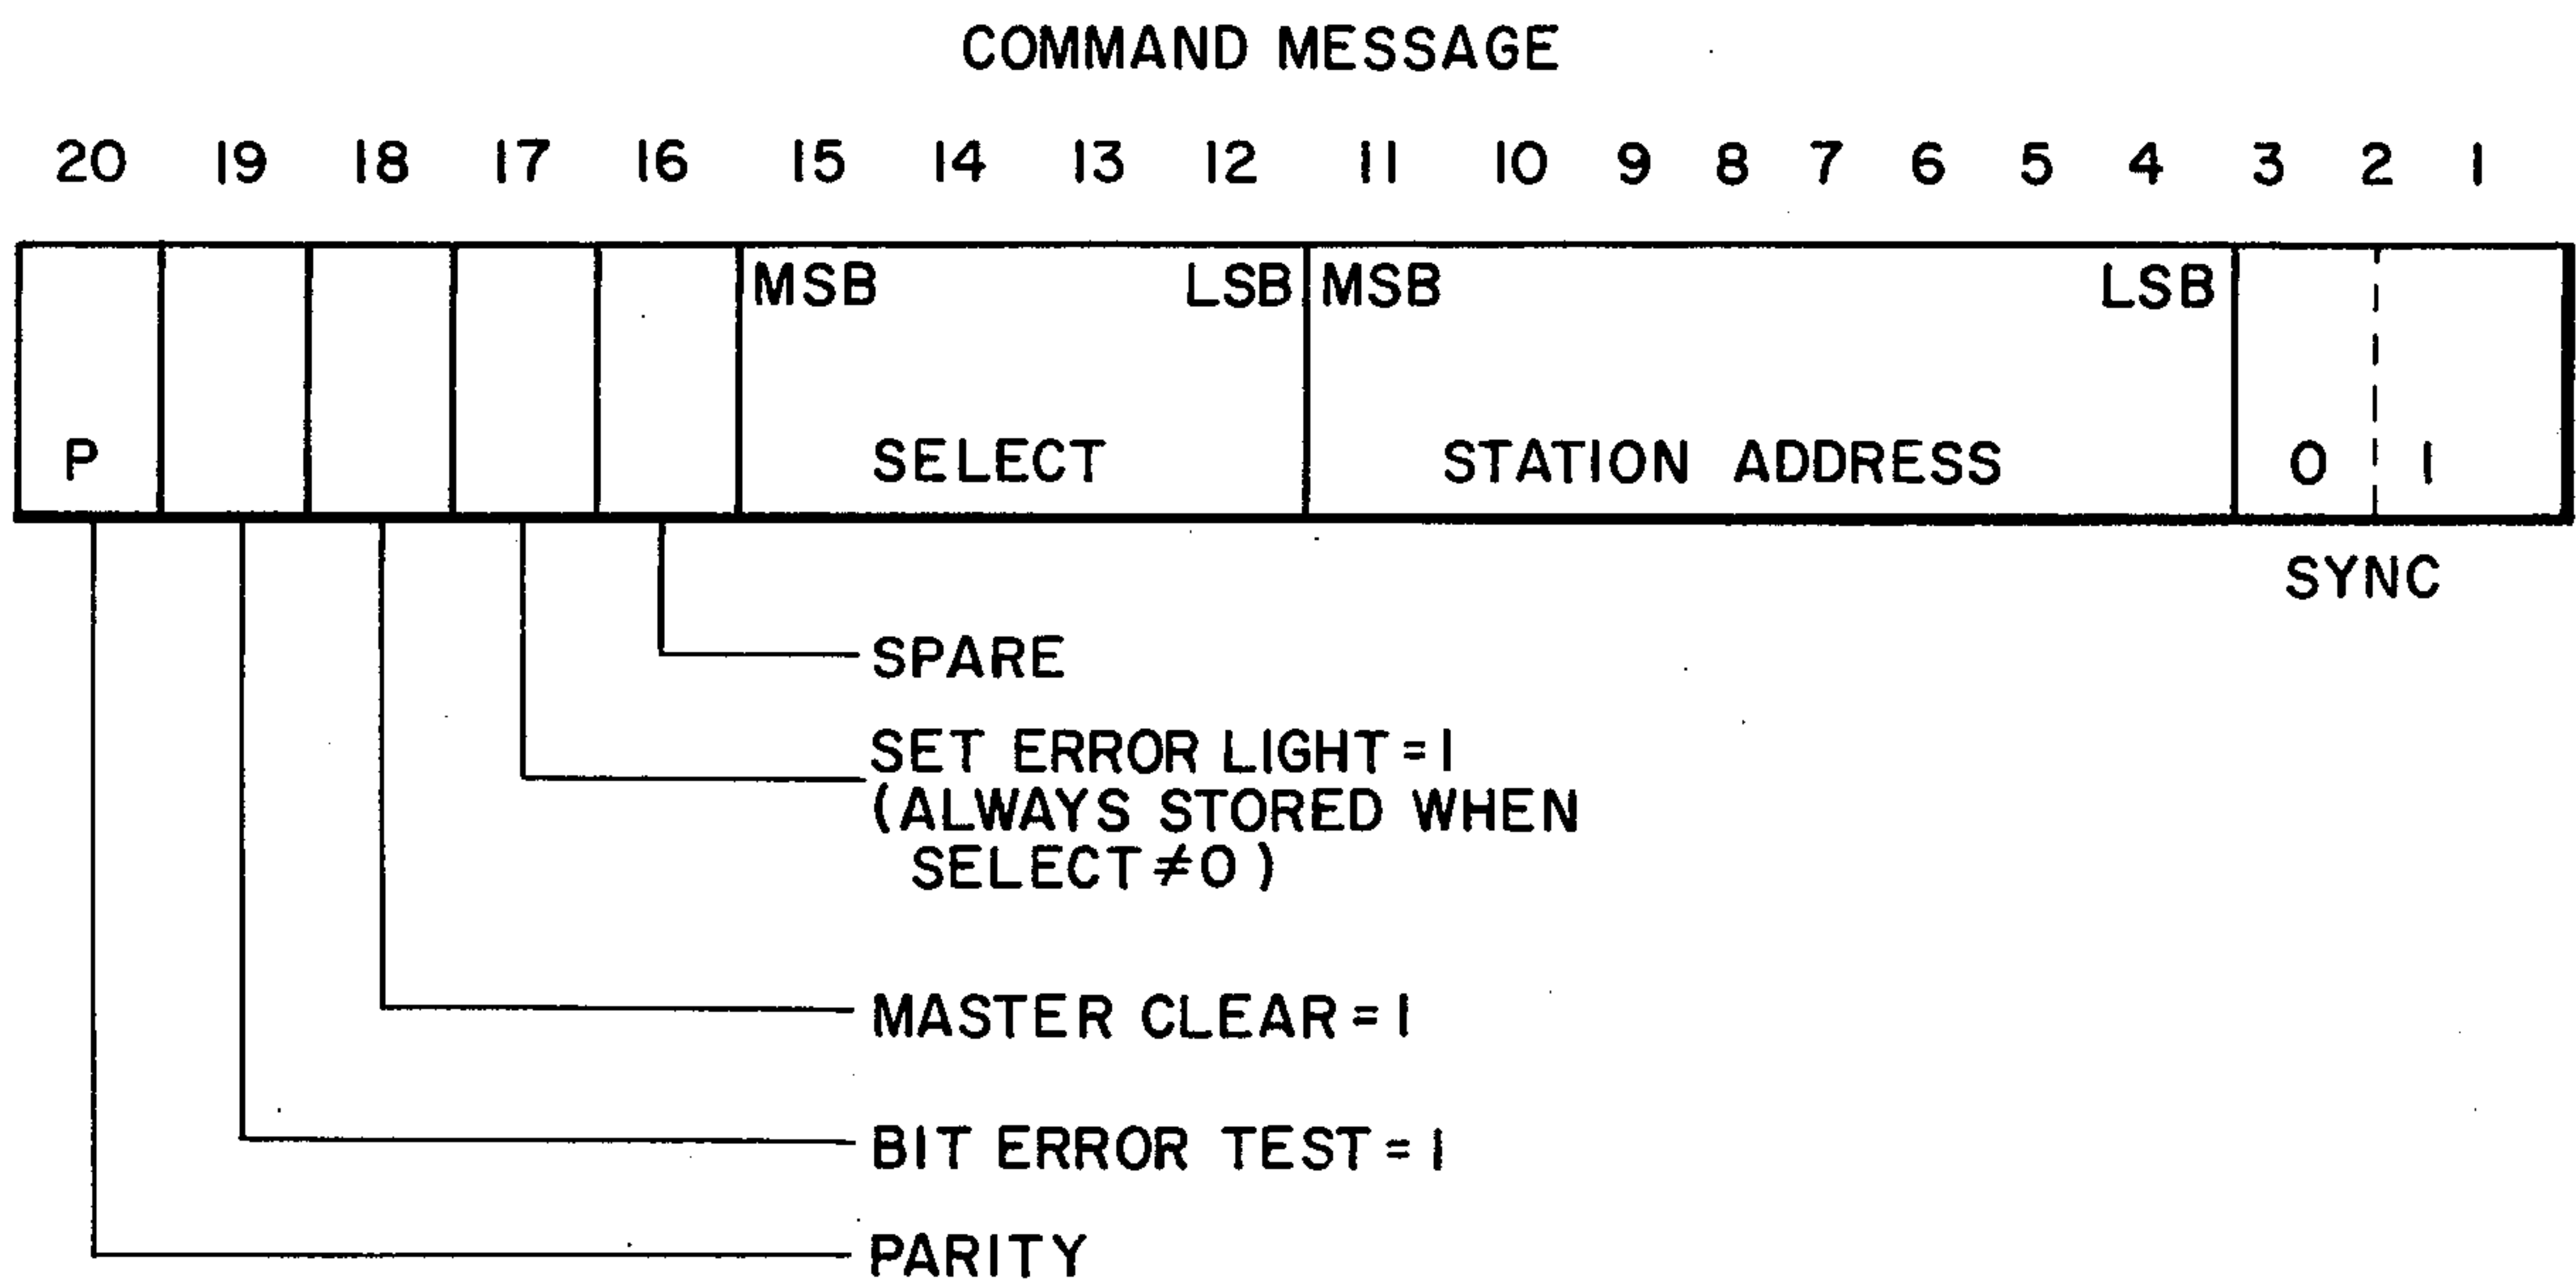 COMMAND MESSAGE
20 19 18 17 16 15 14 13 12 11 10 9 8 7 6 5 4 3 2 1
MSB LSB MSB LSB
P SELECT STATION ADDRESS 0 1
SYNC
SPARE
SET ERROR LIGHT = 1
(ALWAYS STORED WHEN
SELECT ≠ 0 )
MASTER CLEAR = 1
BIT ERROR TEST = 1
PARITY